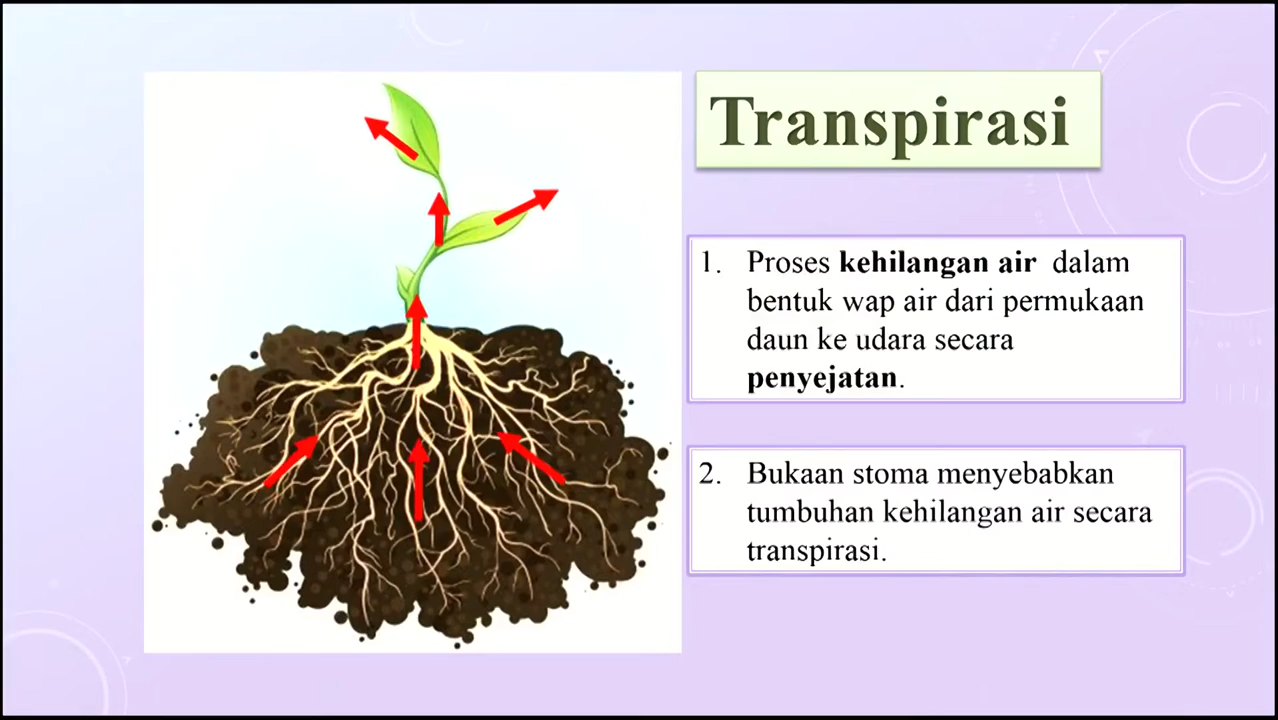 Transpirasi
1. Proses kehilangan air dalam
bentuk wap air dari permukaan
daun ke udara secara
penyejatan.
2. Bukaan stoma menyebabkan
tumbuhan kehilangan air secara
transpirasi.